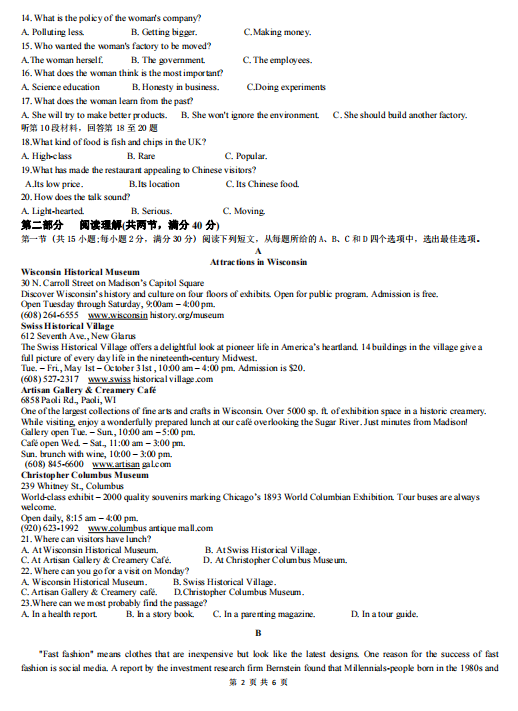 14. What is the policy of the woman's company?
A. Polluting less. B. Getting bigger. C.Making money.
15. Who wanted the woman's factory to be moved?
A.The woman herself. B. The government. C. The employees.
16. What does the woman think is the most important?
A. Science education B. Honesty in business. C.Doing experiments
17. What does the woman learn from the past?
A. She will try to make better products. B. She won't ignore the environment. C. She should build another factory.
听第 10 段材料，回答第 18 至 20 题
18.What kind of food is fish and chips in the UK?
A. High-class B. Rare C. Popular.
19.What has made the restaurant appealing to Chinese visitors?
A.Its low price. B.Its location C. Its Chinese food.
20. How does the talk sound?
A. Light-hearted. B. Serious. C. Moving.
第二部分 阅读理解(共两节，满分 40 分)
第一节（共 15 小题;每小题 2 分，满分 30 分）阅读下列短文，从每题所给的 A、B、C 和 D 四个选项中，选出最佳选项。
A
Attractions in Wisconsin
Wisconsin Historical Museum
30 N. Carroll Street on Madison's Capitol Square
Discover Wisconsin's history and culture on four floors of exhibits. Open for public program. Admission is free.
Open Tuesday through Saturday, 9:00am – 4:00 pm.
(608) 264-6555 www.wisconsin history.org/museum
Swiss Historical Village
612 Seventh Ave., New Glarus
The Swiss Historical Village offers a delightful look at pioneer life in America's heartland. 14 buildings in the village give a
full picture of every day life in the nineteenth-century Midwest.
Tue. – Fri., May 1st – October 31st , 10:00 am – 4:00 pm. Admission is $20.
(608) 527-2317 www.swiss historical village.com
Artisan Gallery & Creamery Café
6858 Paoli Rd., Paoli, WI
One of the largest collections of fine arts and crafts in Wisconsin. Over 5000 sp. ft. of exhibition space in a historic creamery.
While visiting, enjoy a wonderfully prepared lunch at our café overlooking the Sugar River. Just minutes from Madison!
Gallery open Tue. – Sun., 10:00 am – 5:00 pm.
Café open Wed. – Sat., 11:00 am – 3:00 pm.
Sun. brunch with wine, 10:00 – 3:00 pm.
(608) 845-6600 www.artisan gal.com
Christopher Columbus Museum
239 Whitney St., Columbus
World-class exhibit – 2000 quality souvenirs marking Chicago's 1893 World Columbian Exhibition. Tour buses are always
welcome.
Open daily, 8:15 am – 4:00 pm.
(920) 623-1992 www.columbus antique mall.com
21. Where can visitors have lunch?
A. At Wisconsin Historical Museum. B. At Swiss Historical Village.
C. At Artisan Gallery & Creamery Café. D. At Christopher Columbus Museum.
22. Where can you go for a visit on Monday?
A. Wisconsin Historical Museum. B. Swiss Historical Village.
C. Artisan Gallery & Creamery café. D.Christopher Columbus Museum.
23.Where can we most probably find the passage?
A. In a health report. B. In a story book. C. In a parenting magazine. D. In a tour guide.
B
"Fast fashion" means clothes that are inexpensive but look like the latest designs. One reason for the success of fast
fashion is social media. A report by the investment research firm Bernstein found that Millennials-people born in the 1980s and
第 2 页 共 6 页